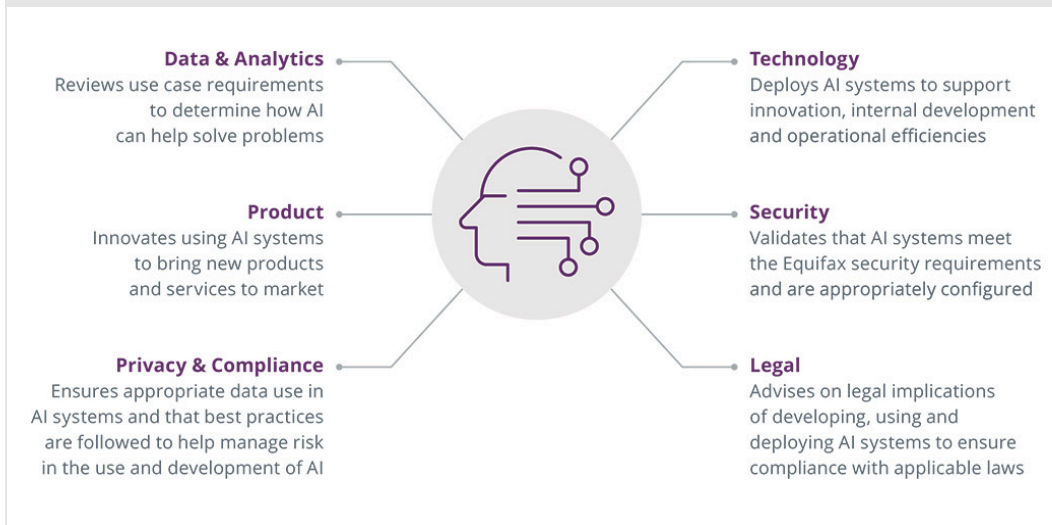 Data & Analytics
Reviews use case requirements
to determine how AI
can help solve problems
Product
Innovates using AI systems
to bring new products
and services to market
Privacy & Compliance
Ensures appropriate data use in
AI systems and that best practices
are followed to help manage risk
in the use and development of AI
Technology
Deploys AI systems to support
innovation, internal development
and operational efficiencies
Security
Validates that AI systems meet
the Equifax security requirements
and are appropriately configured
Legal
Advises on legal implications
of developing, using and
deploying AI systems to ensure
compliance with applicable laws